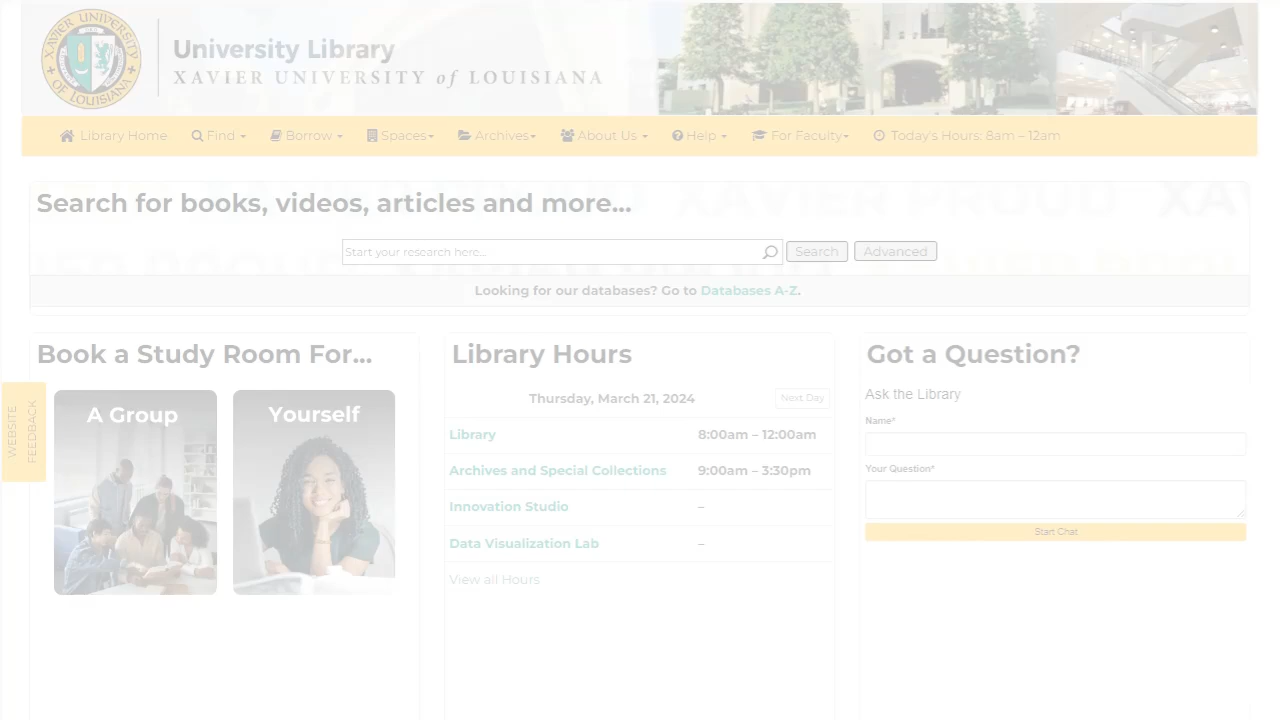 XAVIER UNIVERSITY OF LOUISIANA
University Library
XAVIER UNIVERSITY of LOUISIANA
Library Home Find Borrow Spaces Archives About Us Help For Faculty Today's Hours: 8am – 12am
Search for books, videos, articles and more...
XAVIER PROUD XAV
Start your research here... Search Advanced
Looking for our databases? Go to Databases A-Z.
Book a Study Room For...
A Group
Yourself
WEBSITE
FEEDBACK
Library Hours
Thursday, March 21, 2024 Next Day
Library 8:00am – 12:00am
Archives and Special Collections 9:00am – 3:30pm
Innovation Studio –
Data Visualization Lab –
View all Hours
Got a Question?
Ask the Library
Name*
Your Question*
Start Chat